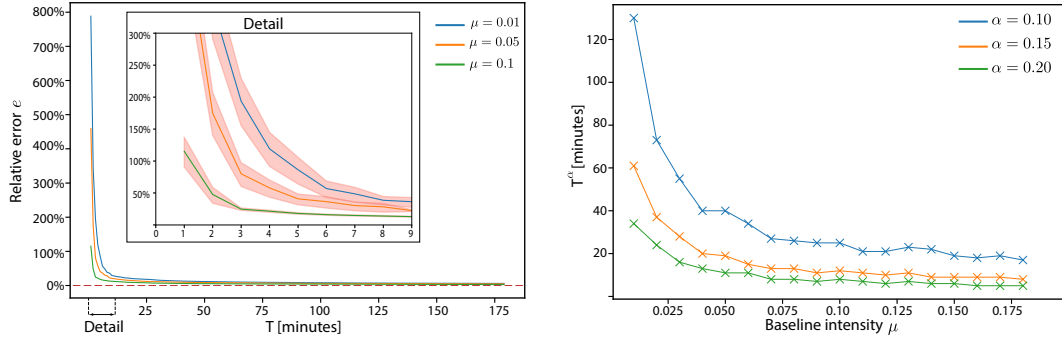 Detail
800%
700%
600%
500%
400%
300%
200%
100%
0%
Relative error e
300%
250%
200%
150%
100%
50%
0 1 2 3 4 5 6 7 8 9
μ = 0.01
μ = 0.05
μ = 0.1
25 50 75 100 125 150 175
Detail
T [minutes]
120
100
80
60
40
20
T^α [minutes]
α = 0.10
α = 0.15
α = 0.20
0.025 0.050 0.075 0.10 0.125 0.150 0.175
Baseline intensity μ